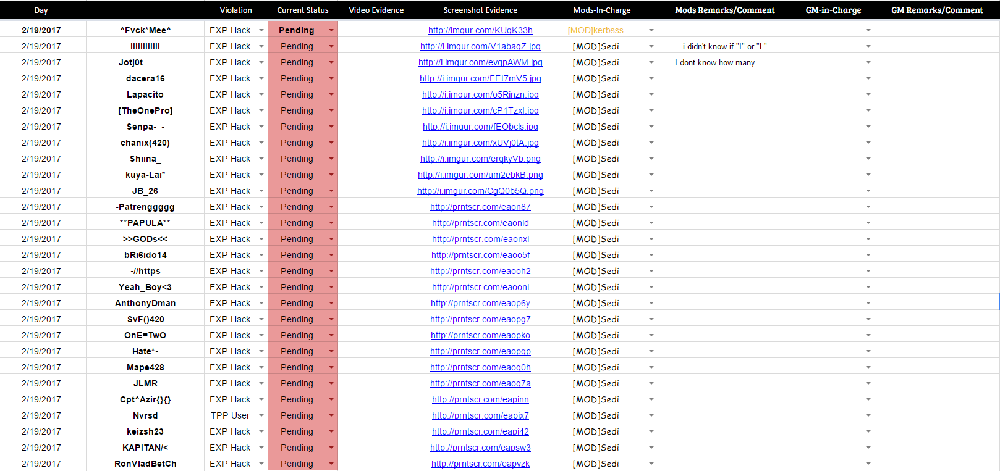 Day Violation Current Status Video Evidence Screenshot Evidence Mods-In-Charge Mods Remarks/Comment GM-in-Charge GM Remarks/Comment
2/19/2017 ^Fvck*Mee^ EXP Hack Pending http://imgur.com/KUgK33h [MOD]kerbsss
2/19/2017 EXP Hack Pending http://i.imgur.com/V1abagZ.jpg [MOD]Sedi i didn't know if "I" or "L"
2/19/2017 Jotj0t______ EXP Hack Pending http://i.imgur.com/evqpAWM.jpg [MOD]Sedi I dont know how many ____
2/19/2017 dacera16 EXP Hack Pending http://i.imgur.com/FEt7mV5.jpg [MOD]Sedi
2/19/2017 _Lapacito_ EXP Hack Pending http://i.imgur.com/o5Rinzn.jpg [MOD]Sedi
2/19/2017 [TheOnePro] EXP Hack Pending http://i.imgur.com/cP1TzxI.jpg [MOD]Sedi
2/19/2017 Senpa-_- EXP Hack Pending http://i.imgur.com/fEObcIs.jpg [MOD]Sedi
2/19/2017 chanix(420) EXP Hack Pending http://i.imgur.com/xUVj0tA.jpg [MOD]Sedi
2/19/2017 Shiina_ EXP Hack Pending http://i.imgur.com/erqkyVb.png [MOD]Sedi
2/19/2017 kuya-Lai* EXP Hack Pending http://i.imgur.com/um2ebkB.png [MOD]Sedi
2/19/2017 JB_26 EXP Hack Pending http://i.imgur.com/CgQ0b5Q.png [MOD]Sedi
2/19/2017 -Patrenggggg EXP Hack Pending http://prntscr.com/eaon87 [MOD]Sedi
2/19/2017 **PAPULA** EXP Hack Pending http://prntscr.com/eaonld [MOD]Sedi
2/19/2017 >>GODs<< EXP Hack Pending http://prntscr.com/eaonxl [MOD]Sedi
2/19/2017 bRi6ido14 EXP Hack Pending http://prntscr.com/eaoo5f [MOD]Sedi
2/19/2017 -//https EXP Hack Pending http://prntscr.com/eaooh2 [MOD]Sedi
2/19/2017 Yeah_Boy<3 EXP Hack Pending http://prntscr.com/eaoonl [MOD]Sedi
2/19/2017 AnthonyDman EXP Hack Pending http://prntscr.com/eaop6y [MOD]Sedi
2/19/2017 SvF()420 EXP Hack Pending http://prntscr.com/eaopg7 [MOD]Sedi
2/19/2017 OnE=TwO EXP Hack Pending http://prntscr.com/eaopko [MOD]Sedi
2/19/2017 Hate*- EXP Hack Pending http://prntscr.com/eaopqp [MOD]Sedi
2/19/2017 Mape428 EXP Hack Pending http://prntscr.com/eaoq0h [MOD]Sedi
2/19/2017 JLMR EXP Hack Pending http://prntscr.com/eaoq7a [MOD]Sedi
2/19/2017 Cpt^Azir{}{} EXP Hack Pending http://prntscr.com/eapinn [MOD]Sedi
2/19/2017 Nvrsd TPP User Pending http://prntscr.com/eapix7 [MOD]Sedi
2/19/2017 keizsh23 EXP Hack Pending http://prntscr.com/eapj42 [MOD]Sedi
2/19/2017 KAPITAN/< EXP Hack Pending http://prntscr.com/eapsw3 [MOD]Sedi
2/19/2017 RonVladBetCh EXP Hack Pending http://prntscr.com/eapvzk [MOD]Sedi